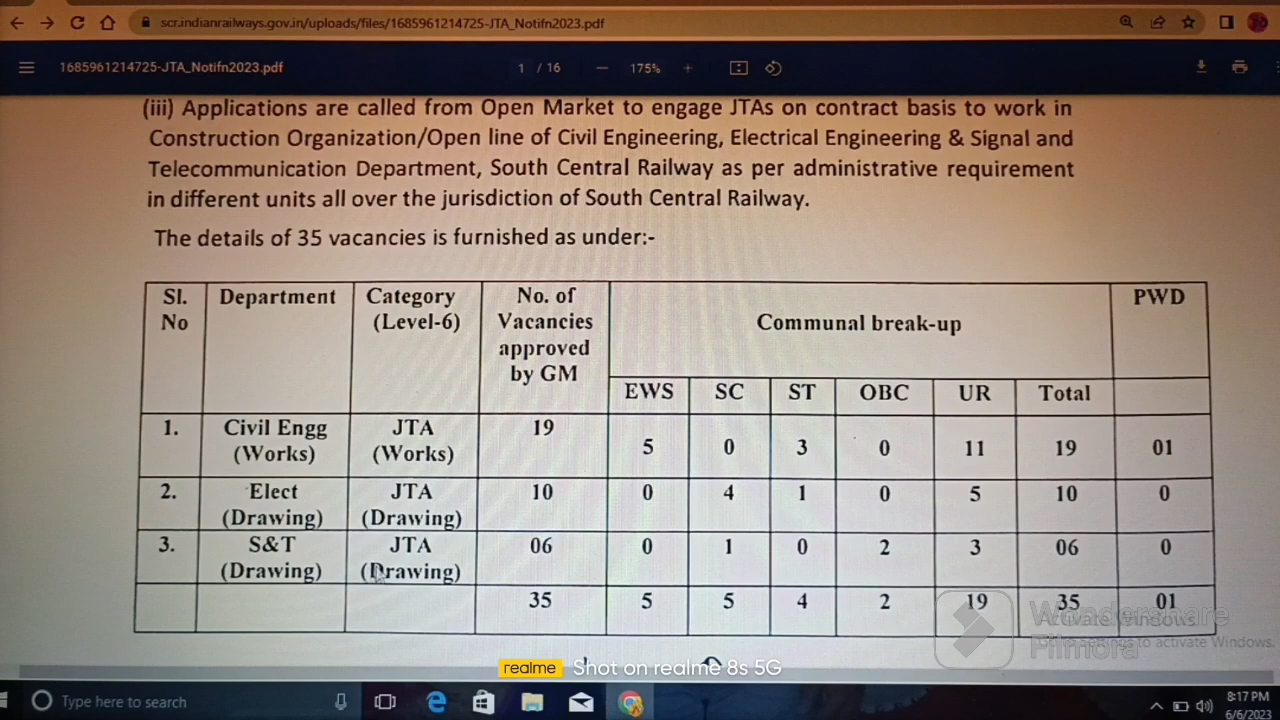 scr.indianrailways.gov.in/uploads/files/1685961214725-JTA_Notifn2023.pdf
1685961214725-JTA_Notifn2023.pdf 1 / 16 — 175% +
(iii) Applications are called from Open Market to engage JTAs on contract basis to work in
Construction Organization/Open line of Civil Engineering, Electrical Engineering & Signal and
Telecommunication Department, South Central Railway as per administrative requirement
in different units all over the jurisdiction of South Central Railway.
The details of 35 vacancies is furnished as under:-
Sl. Department Category No. of PWD
No (Level-6) Vacancies Communal break-up
approved
by GM
EWS SC ST OBC UR Total
1. Civil Engg JTA 19
(Works) (Works) 5 0 3 0 11 19 01
2. Elect JTA 10 0 4 1 0 5 10 0
(Drawing) (Drawing)
3. S&T JTA 06 0 1 0 2 3 06 0
(Drawing) (Drawing)
35 5 5 4 2 19 35 01
Wondershare
Activate Windows
Filmora
Go to Settings to activate Windows.
realme Shot on realme 8s 5G
Type here to search
8:17 PM
6/6/2023